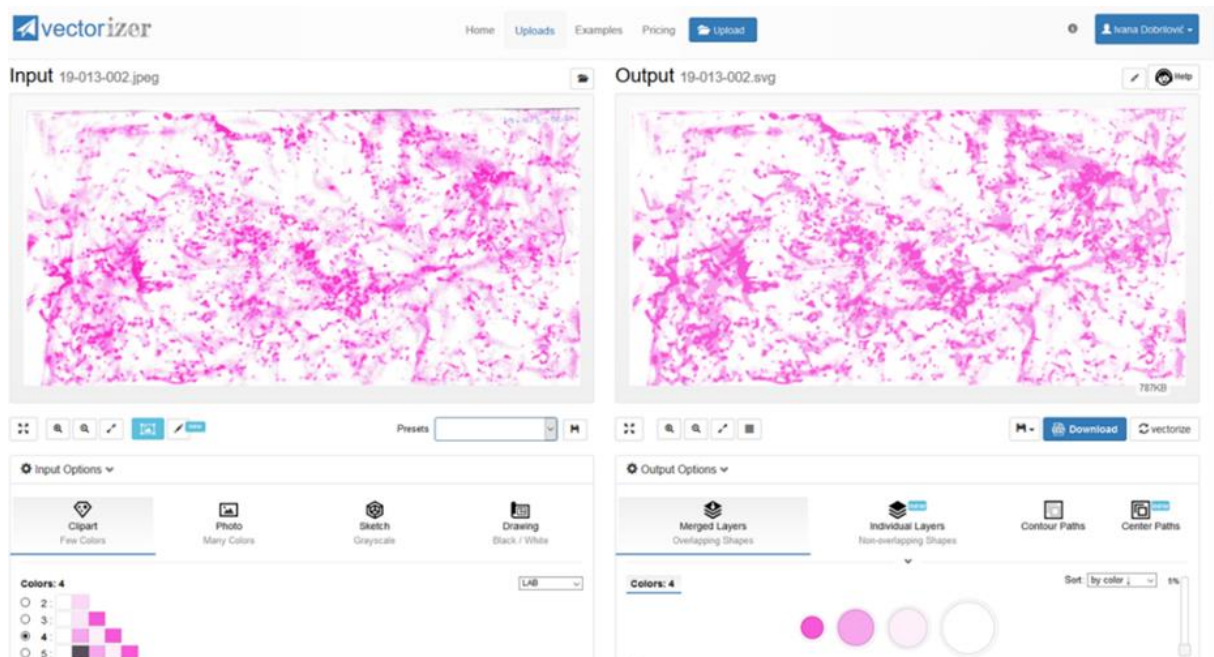 vectorizer
Home Uploads Examples Pricing Upload
Ivana Dobrilović
Input 19-013-002.jpeg
Output 19-013-002.svg
Help
787KB
new
Presets
Download vectorize
Input Options
Output Options
Clipart
Few Colors
Photo
Many Colors
Sketch
Grayscale
Drawing
Black / White
Merged Layers
Overlapping Shapes
new
Individual Layers
Non-overlapping Shapes
Contour Paths
new
Center Paths
Colors: 4
LAB
2:
3:
4:
5:
Colors: 4
Sort: by color ↓